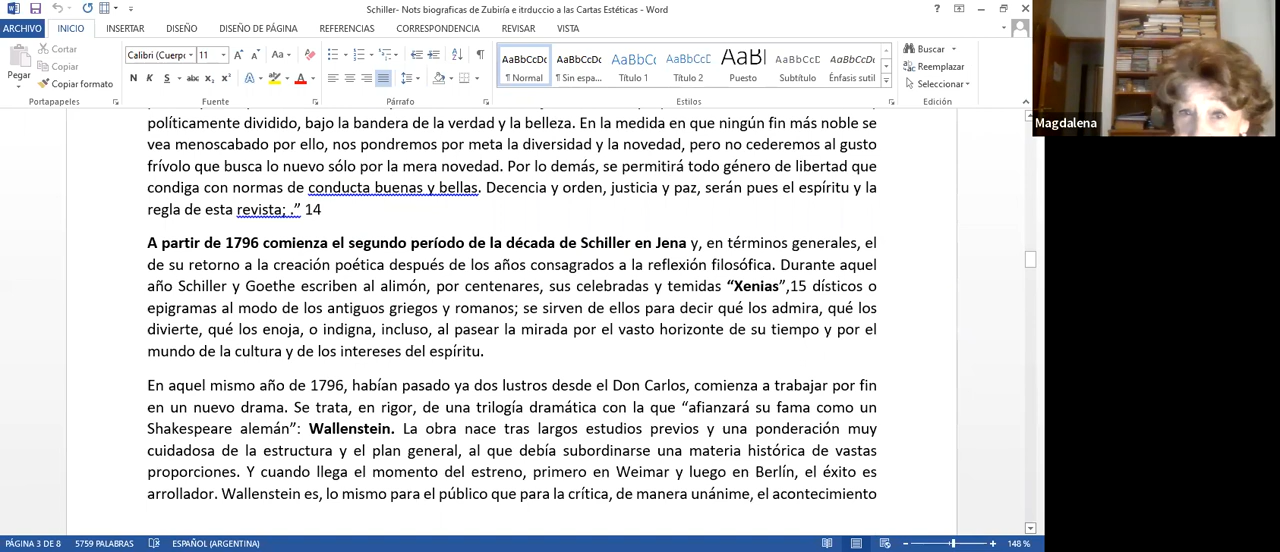 Schiller- Nots biograficas de Zubiría e itrduccio a las Cartas Estéticas - Word
ARCHIVO INICIO INSERTAR DISEÑO DISEÑO DE PÁGINA REFERENCIAS CORRESPONDENCIA REVISAR VISTA
Pegar
Cortar
Copiar
Copiar formato
Portapapeles
Calibri (Cuerpo 11
Fuente
Párrafo
AaBbCcDc AaBbCcDc AaBbCc AaBbCcD AaBl AaBbCcD AaBbCcDc
¶ Normal ¶ Sin espa... Título 1 Título 2 Puesto Subtítulo Énfasis sutil
Estilos
Buscar
Reemplazar
Seleccionar
Edición
Magdalena
políticamente dividido, bajo la bandera de la verdad y la belleza. En la medida en que ningún fin más noble se
vea menoscabado por ello, nos pondremos por meta la diversidad y la novedad, pero no cederemos al gusto
frívolo que busca lo nuevo sólo por la mera novedad. Por lo demás, se permitirá todo género de libertad que
condiga con normas de conducta buenas y bellas. Decencia y orden, justicia y paz, serán pues el espíritu y la
regla de esta revista; .” 14
A partir de 1796 comienza el segundo período de la década de Schiller en Jena y, en términos generales, el
de su retorno a la creación poética después de los años consagrados a la reflexión filosófica. Durante aquel
año Schiller y Goethe escriben al alimón, por centenares, sus celebradas y temidas “Xenias”,15 dísticos o
epigramas al modo de los antiguos griegos y romanos; se sirven de ellos para decir qué los admira, qué los
divierte, qué los enoja, o indigna, incluso, al pasear la mirada por el vasto horizonte de su tiempo y por el
mundo de la cultura y de los intereses del espíritu.
En aquel mismo año de 1796, habían pasado ya dos lustros desde el Don Carlos, comienza a trabajar por fin
en un nuevo drama. Se trata, en rigor, de una trilogía dramática con la que “afianzará su fama como un
Shakespeare alemán”: Wallenstein. La obra nace tras largos estudios previos y una ponderación muy
cuidadosa de la estructura y el plan general, al que debía subordinarse una materia histórica de vastas
proporciones. Y cuando llega el momento del estreno, primero en Weimar y luego en Berlín, el éxito es
arrollador. Wallenstein es, lo mismo para el público que para la crítica, de manera unánime, el acontecimiento
PÁGINA 3 DE 8 5759 PALABRAS ESPAÑOL (ARGENTINA) 148 %